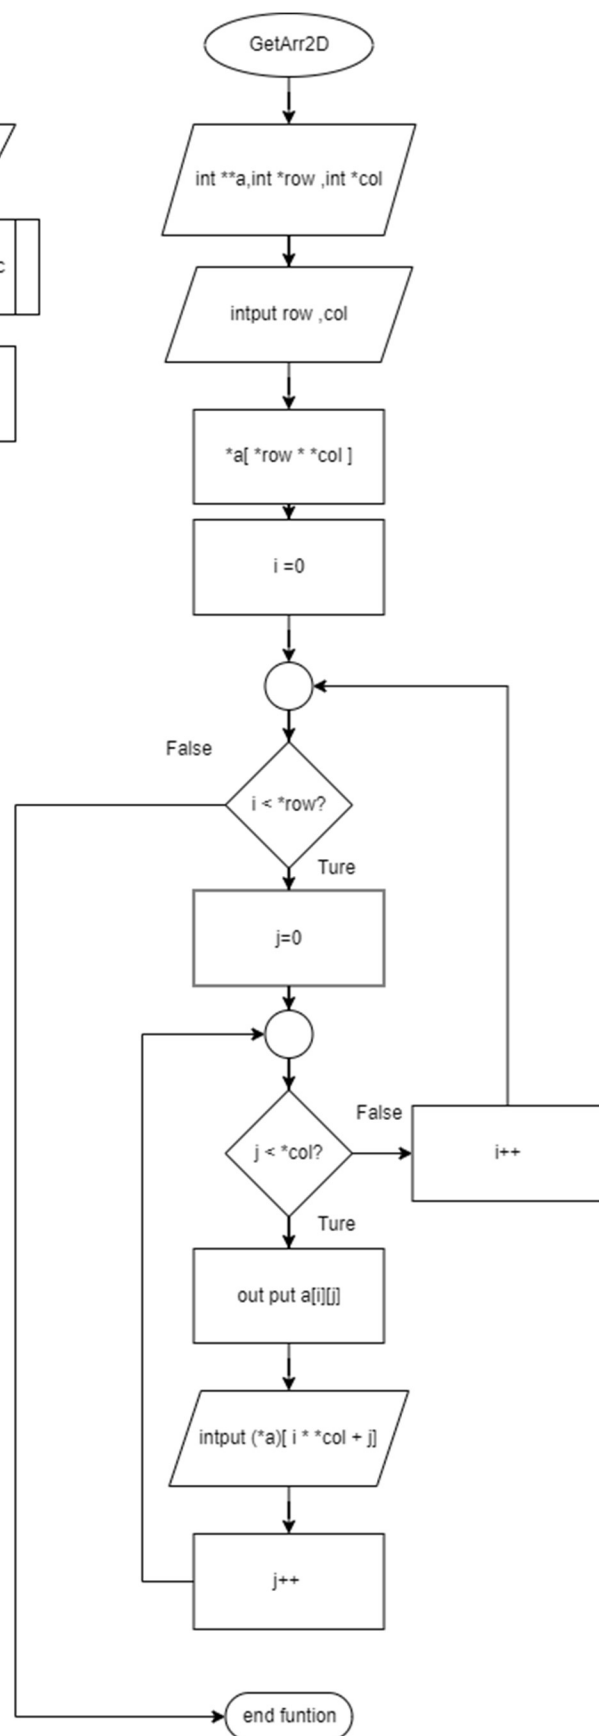 GetArr2D
int **a,int *row ,int *col
intput row ,col
c
*a[ *row * *col ]
i =0
False
i < *row?
Ture
j=0
False
j < *col?
i++
Ture
out put a[i][j]
intput (*a)[ i * *col + j]
j++
end funtion